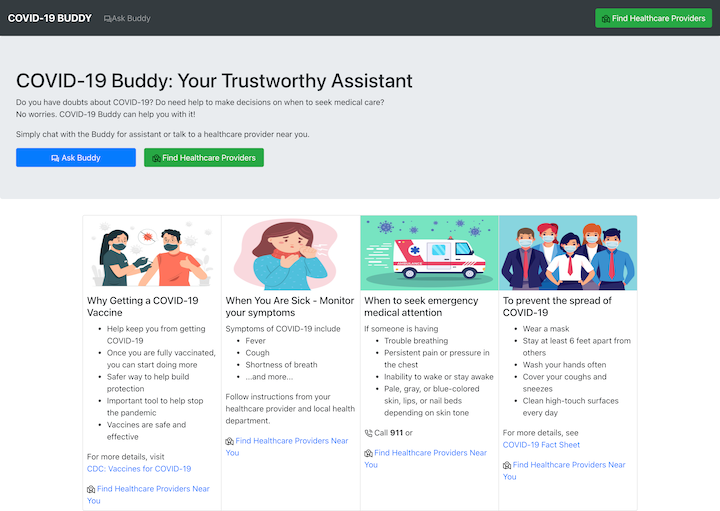 COVID-19 BUDDY
Ask Buddy
Find Healthcare Providers
COVID-19 Buddy: Your Trustworthy Assistant
Do you have doubts about COVID-19? Do need help to make decisions on when to seek medical care?
No worries. COVID-19 Buddy can help you with it!
Simply chat with the Buddy for assistant or talk to a healthcare provider near you.
Ask Buddy
Find Healthcare Providers
Why Getting a COVID-19
Vaccine
• Help keep you from getting
COVID-19
• Once you are fully vaccinated,
you can start doing more
• Safer way to help build
protection
• Important tool to help stop
the pandemic
• Vaccines are safe and
effective
For more details, visit
CDC: Vaccines for COVID-19
Find Healthcare Providers Near
You
When You Are Sick - Monitor
your symptoms
Symptoms of COVID-19 include
• Fever
• Cough
• Shortness of breath
• ...and more...
Follow instructions from your
healthcare provider and local health
department.
Find Healthcare Providers Near
You
When to seek emergency
medical attention
If someone is having
• Trouble breathing
• Persistent pain or pressure in
the chest
• Inability to wake or stay awake
• Pale, gray, or blue-colored
skin, lips, or nail beds
depending on skin tone
Call 911 or
Find Healthcare Providers Near
You
To prevent the spread of
COVID-19
• Wear a mask
• Stay at least 6 feet apart from
others
• Wash your hands often
• Cover your coughs and
sneezes
• Clean high-touch surfaces
every day
For more details, see
COVID-19 Fact Sheet
Find Healthcare Providers Near
You